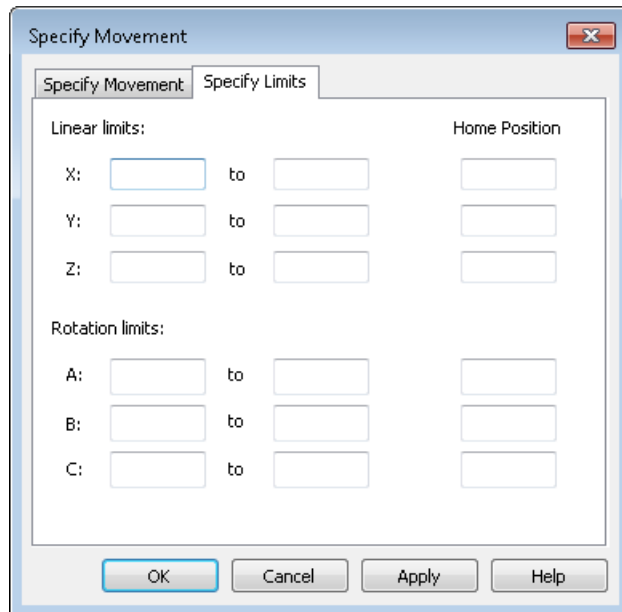 Specify Movement
Specify Movement Specify Limits
Linear limits: Home Position
X: to
Y: to
Z: to
Rotation limits:
A: to
B: to
C: to
OK Cancel Apply Help